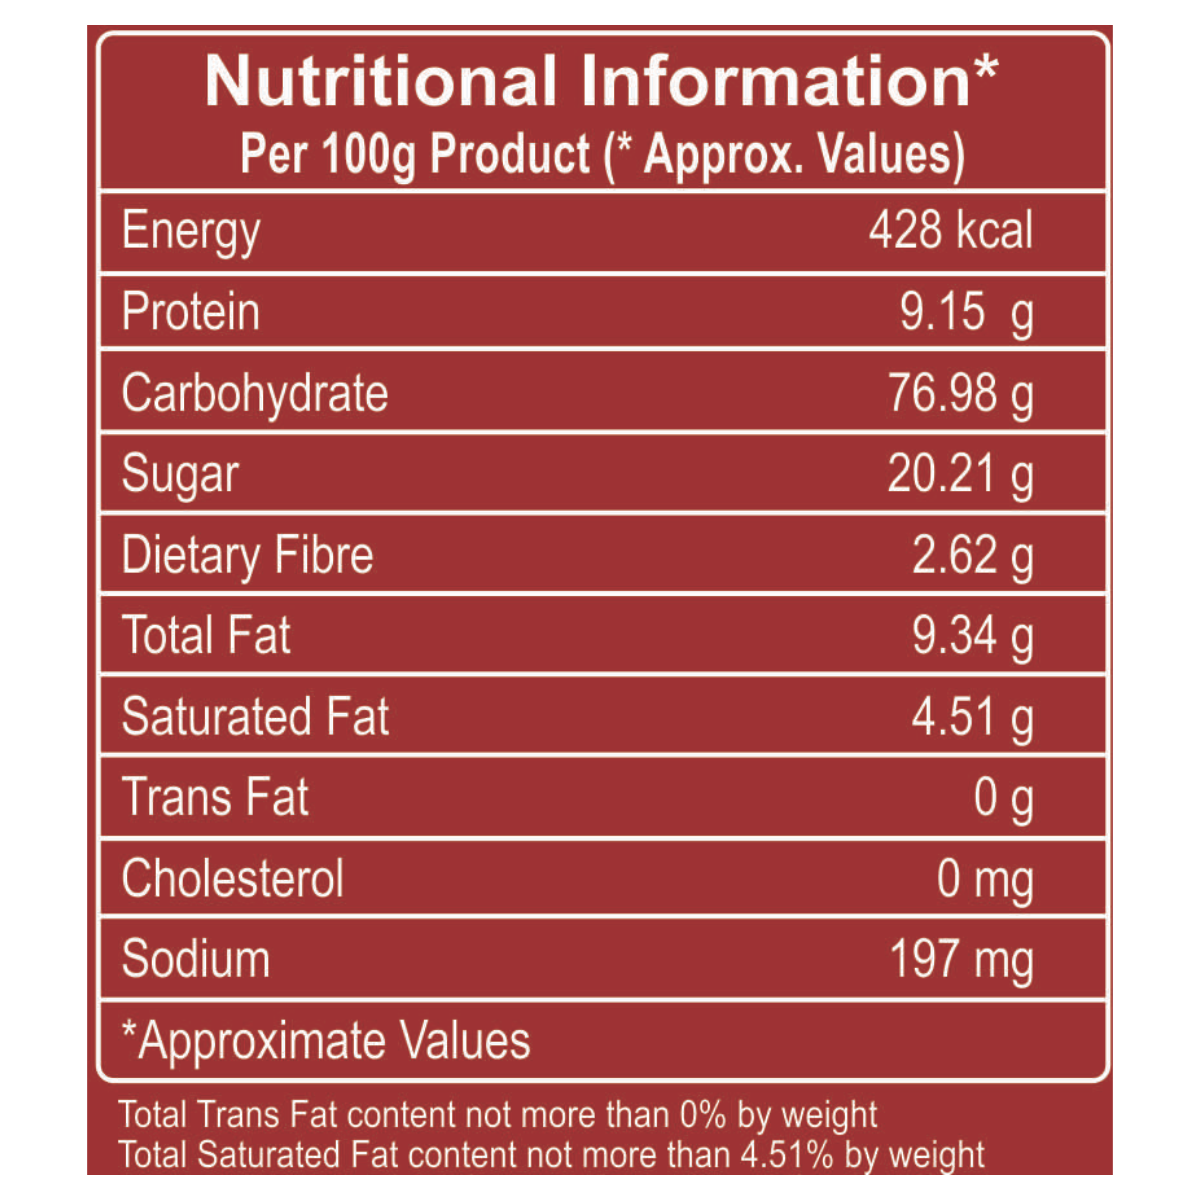 Nutritional Information*
Per 100g Product (* Approx. Values)
Energy 428 kcal
Protein 9.15 g
Carbohydrate 76.98 g
Sugar 20.21 g
Dietary Fibre 2.62 g
Total Fat 9.34 g
Saturated Fat 4.51 g
Trans Fat 0 g
Cholesterol 0 mg
Sodium 197 mg
*Approximate Values
Total Trans Fat content not more than 0% by weight
Total Saturated Fat content not more than 4.51% by weight